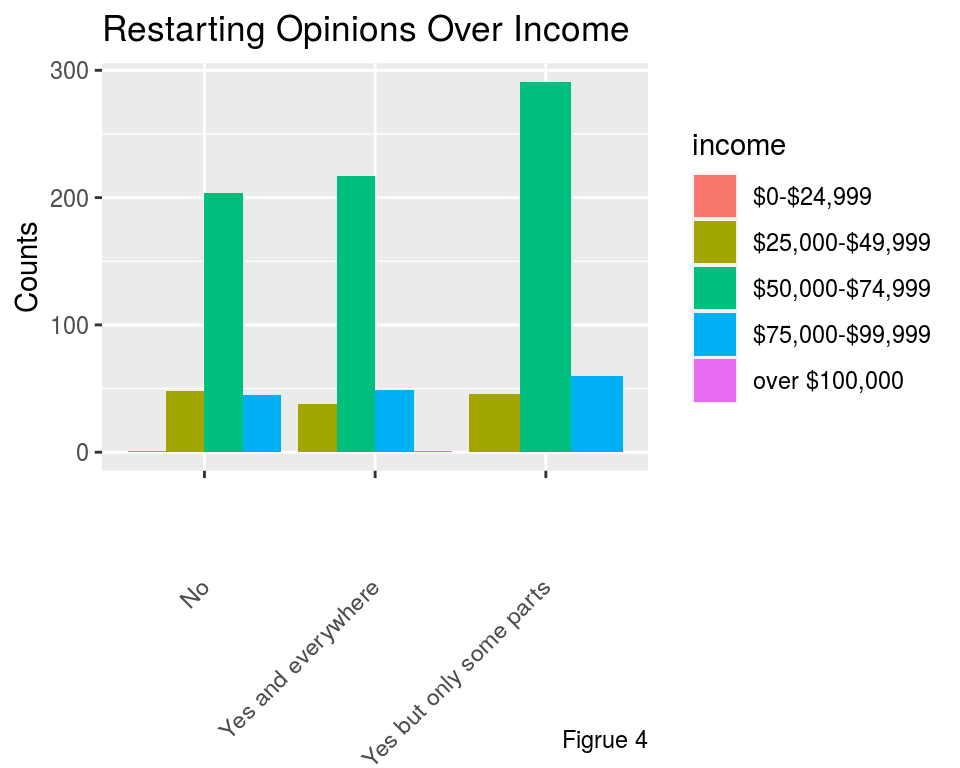 Restarting Opinions Over Income
Counts
300
200
100
0
No
Yes and everywhere
Yes but only some parts
income
$0-$24,999
$25,000-$49,999
$50,000-$74,999
$75,000-$99,999
over $100,000
Figrue 4